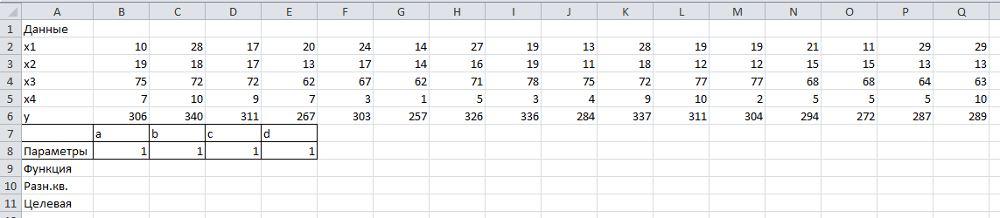 A B C D E F G H I J K L M N O P Q
1 Данные
2 x1 10 28 17 20 24 14 27 19 13 28 19 19 21 11 29 29
3 x2 19 18 17 13 17 14 16 19 11 18 12 12 15 15 13 13
4 x3 75 72 72 62 67 62 71 78 75 72 77 77 68 68 64 63
5 x4 7 10 9 7 3 1 5 3 4 9 10 2 5 5 5 10
6 y 306 340 311 267 303 257 326 336 284 337 311 304 294 272 287 289
7 a b c d
8 Параметры 1 1 1 1
9 Функция
10 Разн.кв.
11 Целевая